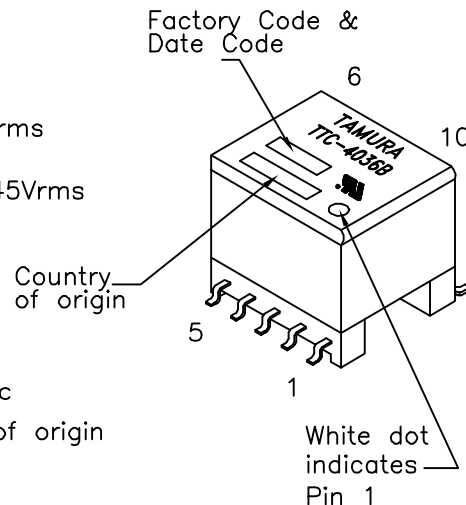 Factory Code &
Date Code
6
rms
TAMURA
TTC-4036B
10
45Vrms
Country
of origin
5
1
c
of origin
White dot
indicates
Pin 1